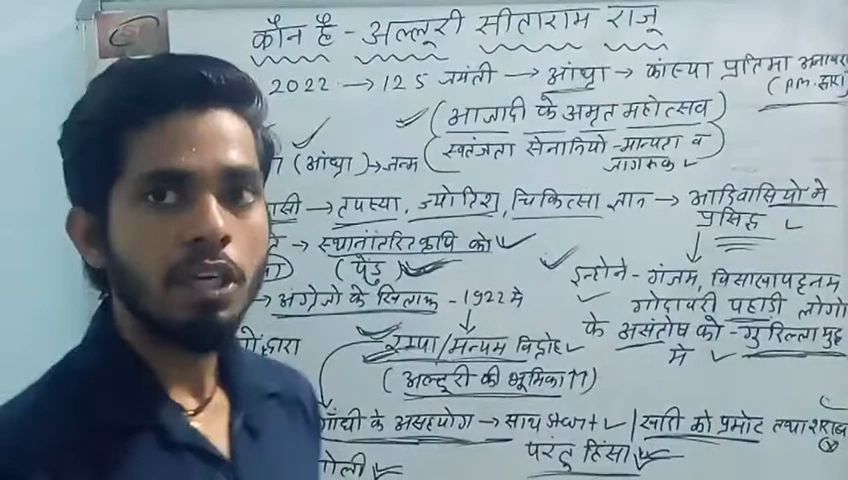 कौन है - अल्लूरी सीताराम राजू
2022 → 125 जयंती → आंध्रा → कांस्या प्रतिमा अनावरण
(P.M. द्वारा)
(आजादी के अमृत महोत्सव)
(स्वतंत्रता सेनानियो - मान्यता व
जागरूक
(आंध्रा) → जन्म
→ तपस्या, ज्योतिष, चिकित्सा ज्ञान → आदिवासियो मे
प्रसिद्ध
→ स्थानांतरित कृषि को
(पेंडु)
इन्होने - गंजम, विसाखापट्टनम
गोदावरी पहाडी लोगो
के असंतोष को - गुरिल्ला युद्ध
मे
→ अंग्रेजो के खिलाफ - 1922 मे
द्वारा
रम्पा/मन्यम विद्रोह
(अल्लूरी की भूमिका ↑↑)
गाँधी के असहयोग → साथ / खादी को प्रमोट तथा शराब
परंतु हिंसा
गोली